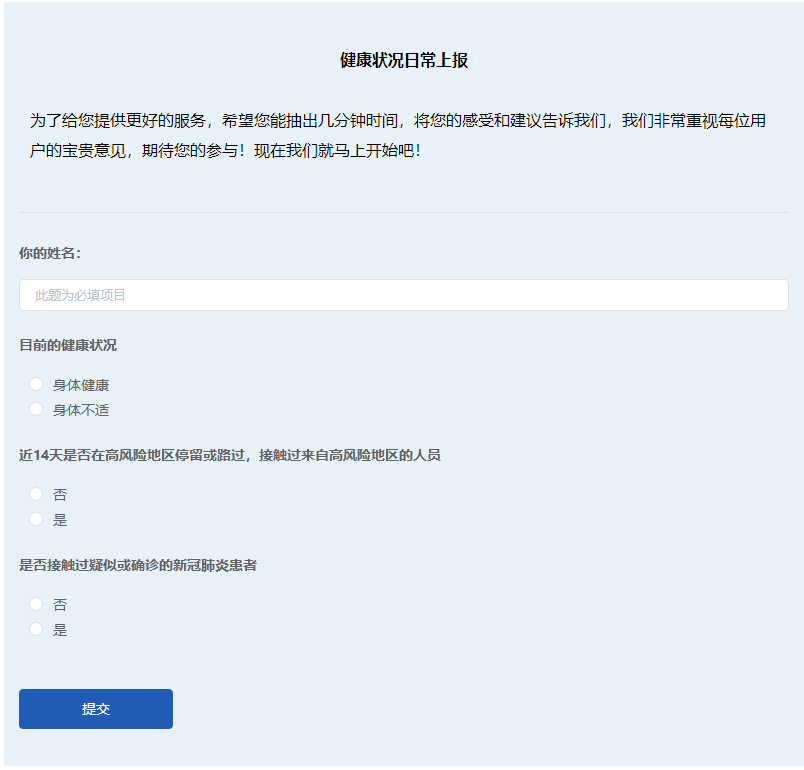 健康状况日常上报
为了给您提供更好的服务，希望您能抽出几分钟时间，将您的感受和建议告诉我们，我们非常重视每位用
户的宝贵意见，期待您的参与！现在我们就马上开始吧！
你的姓名：
此题为必填项目
目前的健康状况
身体健康
身体不适
近14天是否在高风险地区停留或路过，接触过来自高风险地区的人员
否
是
是否接触过疑似或确诊的新冠肺炎患者
否
是
提交